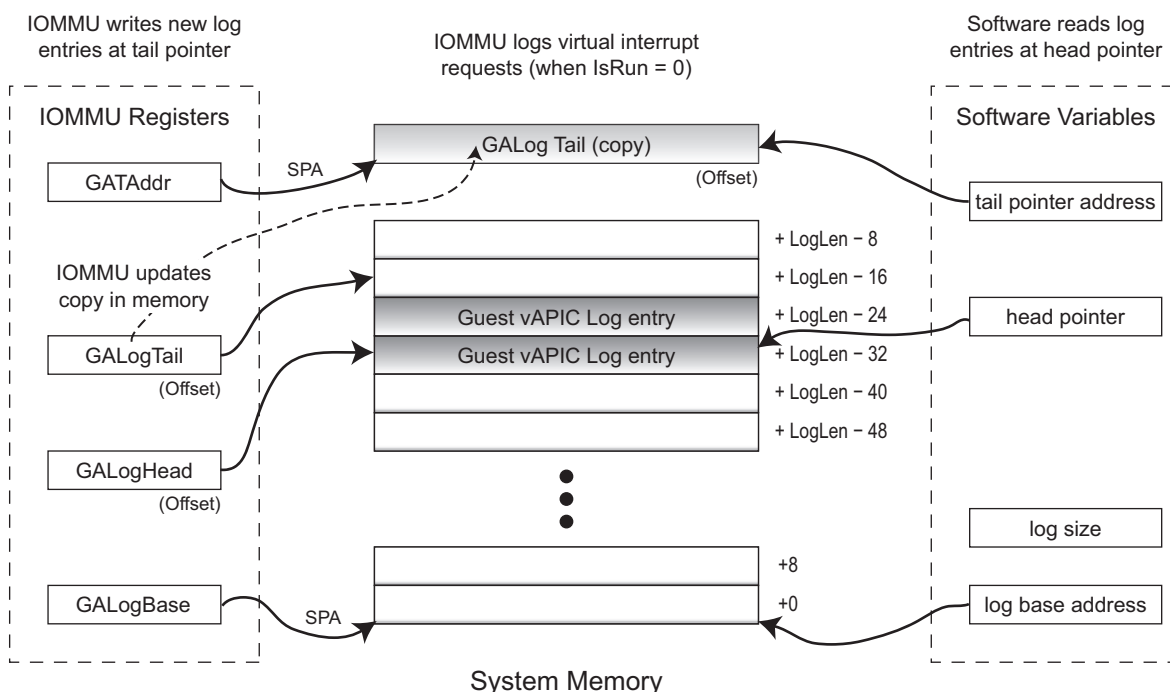 IOMMU writes new log
entries at tail pointer
IOMMU logs virtual interrupt
requests (when IsRun = 0)
Software reads log
entries at head pointer
IOMMU Registers
GATAddr
SPA
IOMMU updates
copy in memory
GALogTail
(Offset)
GALogHead
(Offset)
GALogBase
SPA
GALog Tail (copy)
(Offset)
+ LogLen − 8
+ LogLen − 16
Guest vAPIC Log entry
+ LogLen − 24
Guest vAPIC Log entry
+ LogLen − 32
+ LogLen − 40
+ LogLen − 48
+8
+0
System Memory
Software Variables
tail pointer address
head pointer
log size
log base address